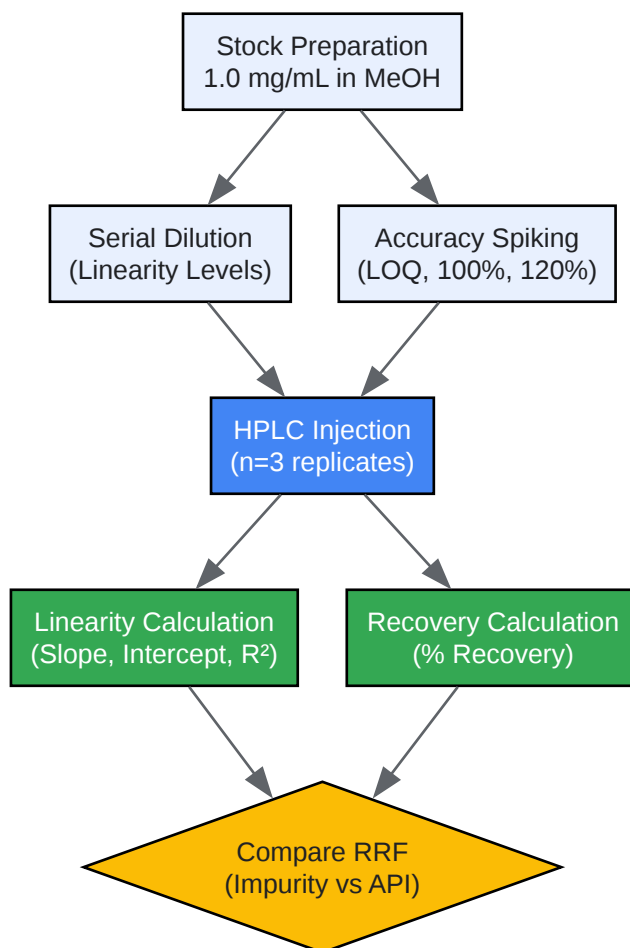 Stock Preparation
1.0 mg/mL in MeOH
Serial Dilution
(Linearity Levels)
Accuracy Spiking
(LOQ, 100%, 120%)
HPLC Injection
(n=3 replicates)
Linearity Calculation
(Slope, Intercept, R²)
Recovery Calculation
(% Recovery)
Compare RRF
(Impurity vs API)